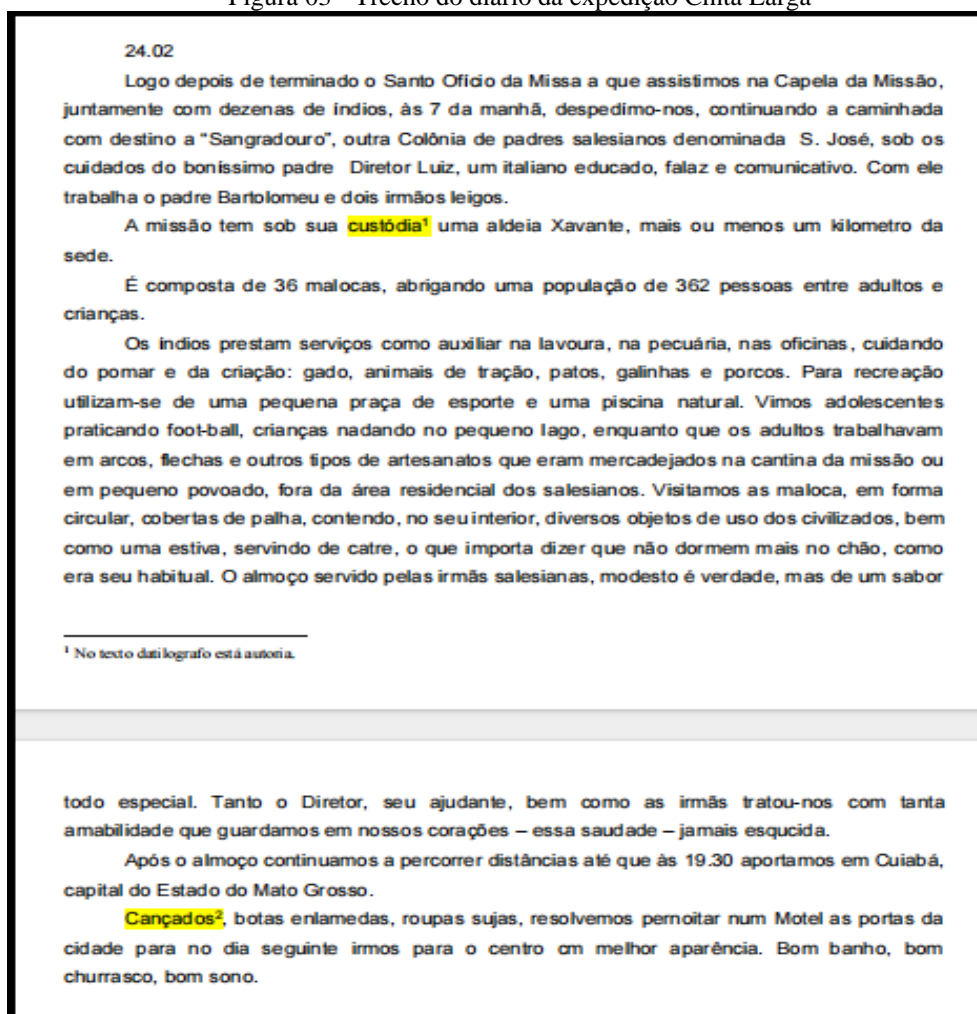 Figura 03 – Trecho do diário da expedição Cinta Larga
24.02
Logo depois de terminado o Santo Ofício da Missa a que assistimos na Capela da Missão,
juntamente com dezenas de índios, às 7 da manhã, despedímo-nos, continuando a caminhada
com destino a “Sangradouro”, outra Colônia de padres salesianos denominada S. José, sob os
cuidados do boníssimo padre Diretor Luiz, um italiano educado, falaz e comunicativo. Com ele
trabalha o padre Bartolomeu e dois irmãos leigos.
A missão tem sob sua custódia¹ uma aldeia Xavante, mais ou menos um kilometro da
sede.
É composta de 36 malocas, abrigando uma população de 362 pessoas entre adultos e
crianças.
Os índios prestam serviços como auxiliar na lavoura, na pecuária, nas oficinas, cuidando
do pomar e da criação: gado, animais de tração, patos, galinhas e porcos. Para recreação
utilizam-se de uma pequena praça de esporte e uma piscina natural. Vimos adolescentes
praticando foot-ball, crianças nadando no pequeno lago, enquanto que os adultos trabalhavam
em arcos, flechas e outros tipos de artesanatos que eram mercadejados na cantina da missão ou
em pequeno povoado, fora da área residencial dos salesianos. Visitamos as maloca, em forma
circular, cobertas de palha, contendo, no seu interior, diversos objetos de uso dos civilizados, bem
como uma estiva, servindo de catre, o que importa dizer que não dormem mais no chão, como
era seu habitual. O almoço servido pelas irmãs salesianas, modesto é verdade, mas de um sabor
¹ No texto datilografo está autoria.
todo especial. Tanto o Diretor, seu ajudante, bem como as irmãs tratou-nos com tanta
amabilidade que guardamos em nossos corações – essa saudade – jamais esqucida.
Após o almoço continuamos a percorrer distâncias até que às 19.30 aportamos em Cuiabá,
capital do Estado do Mato Grosso.
Cançados², botas enlamedas, roupas sujas, resolvemos pernoitar num Motel as portas da
cidade para no dia seguinte irmos para o centro cm melhor aparência. Bom banho, bom
churrasco, bom sono.